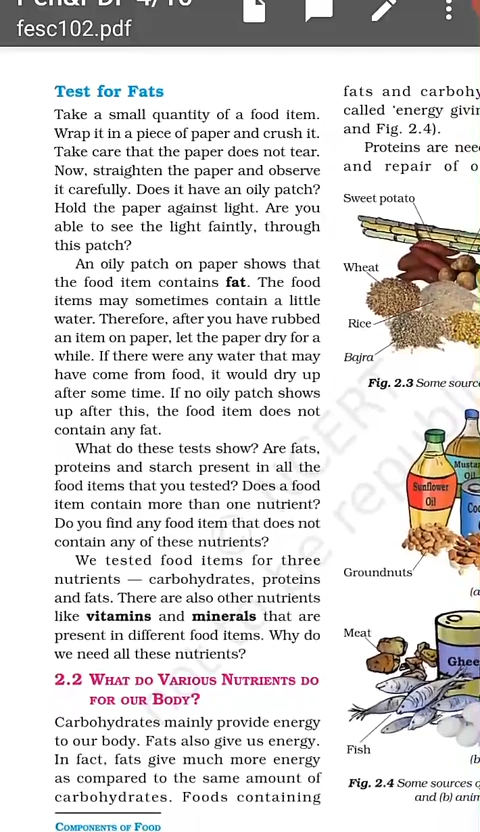 fesc102.pdf
Test for Fats
Take a small quantity of a food item.
Wrap it in a piece of paper and crush it.
Take care that the paper does not tear.
Now, straighten the paper and observe
it carefully. Does it have an oily patch?
Hold the paper against light. Are you
able to see the light faintly, through
this patch?
An oily patch on paper shows that
the food item contains fat. The food
items may sometimes contain a little
water. Therefore, after you have rubbed
an item on paper, let the paper dry for a
while. If there were any water that may
have come from food, it would dry up
after some time. If no oily patch shows
up after this, the food item does not
contain any fat.
What do these tests show? Are fats,
proteins and starch present in all the
food items that you tested? Does a food
item contain more than one nutrient?
Do you find any food item that does not
contain any of these nutrients?
We tested food items for three
nutrients — carbohydrates, proteins
and fats. There are also other nutrients
like vitamins and minerals that are
present in different food items. Why do
we need all these nutrients?
2.2 WHAT DO VARIOUS NUTRIENTS DO
FOR OUR BODY?
Carbohydrates mainly provide energy
to our body. Fats also give us energy.
In fact, fats give much more energy
as compared to the same amount of
carbohydrates. Foods containing
COMPONENTS OF FOOD
fats and
called ‘energy
and Fig. 2.4).
Proteins are
and repair of
Sweet potato
Wheat
Rice
Bajra
Fig. 2.3 Some
Sunflower
Oil
Oil
Groundnuts
Meat
Ghee
Fish
Fig. 2.4 Some sources
and (b)